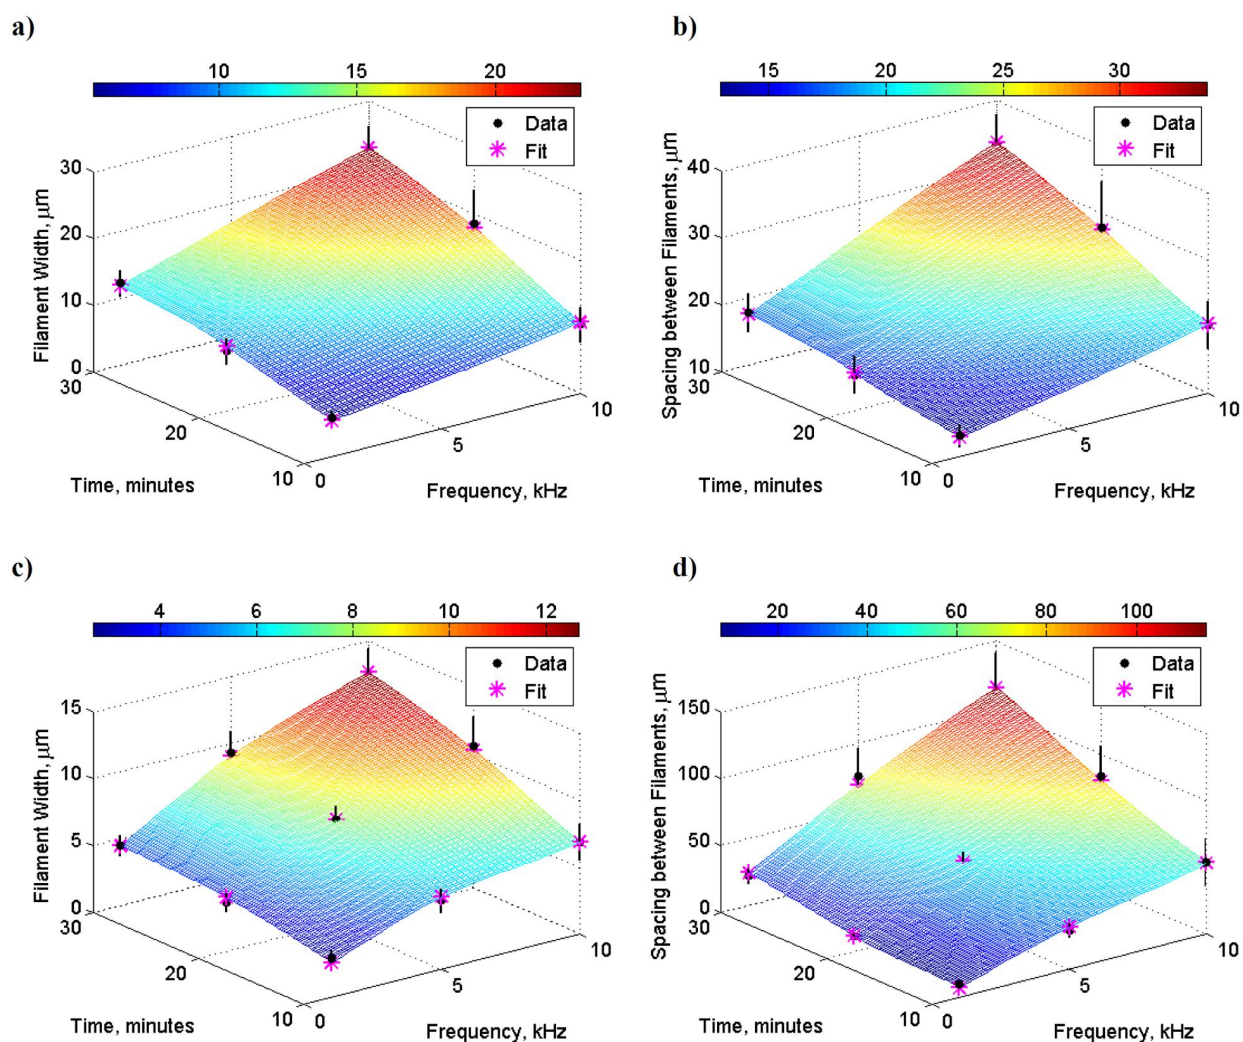 a)
10 15 20
Data
Fit
30
20
10
0
Filament Width, μm
30
20
10
Time, minutes
0
5
10
Frequency, kHz
b)
15 20 25 30
Data
Fit
40
30
20
10
Spacing between Filaments, μm
30
20
10
Time, minutes
0
5
10
Frequency, kHz
c)
4 6 8 10 12
Data
Fit
15
10
5
0
Filament Width, μm
30
20
10
Time, minutes
0
5
10
Frequency, kHz
d)
20 40 60 80 100
Data
Fit
150
100
50
0
Spacing between Filaments, μm
30
20
10
Time, minutes
0
5
10
Frequency, kHz